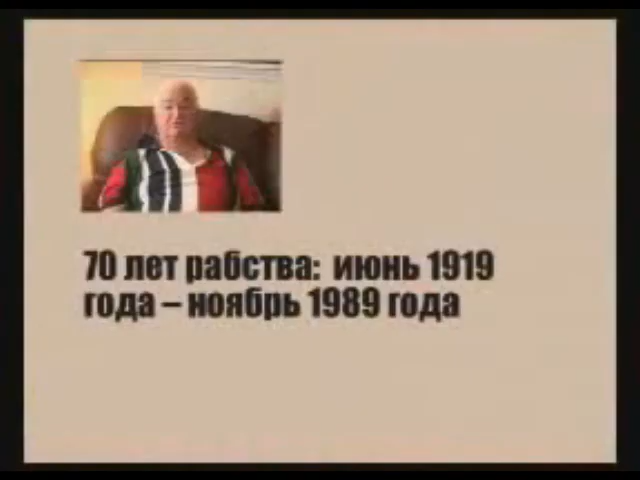 70 лет рабства: июнь 1919
года – ноябрь 1989 года